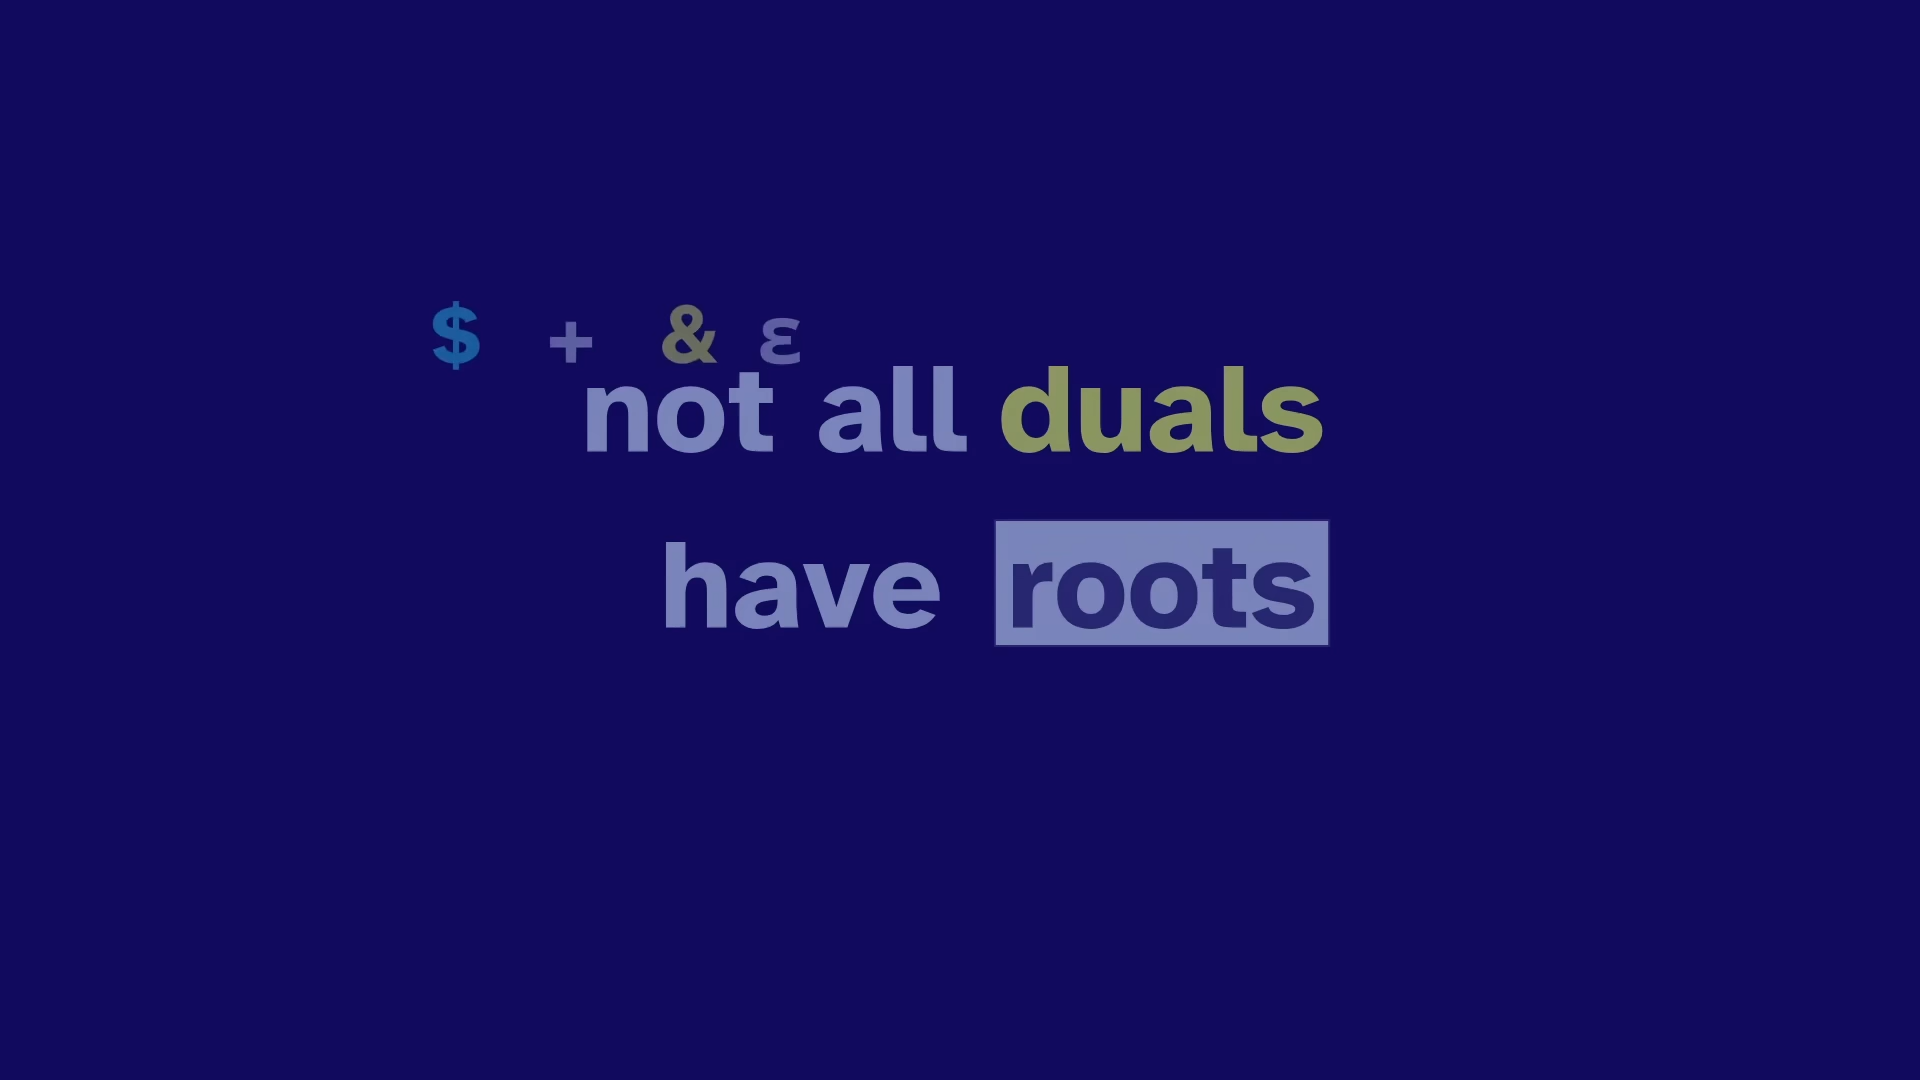 $ + & ε
not all duals
have roots